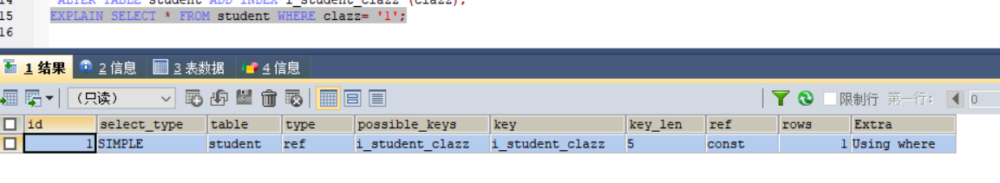 14 ALTER TABLE student ADD INDEX i_student_clazz (clazz);
15 EXPLAIN SELECT * FROM student WHERE clazz= '1';
16
1 结果 2 信息 3 表数据 4 信息
（只读） 限制行 第一行: 0
id select_type table type possible_keys key key_len ref rows Extra
1 SIMPLE student ref i_student_clazz i_student_clazz 5 const 1 Using where